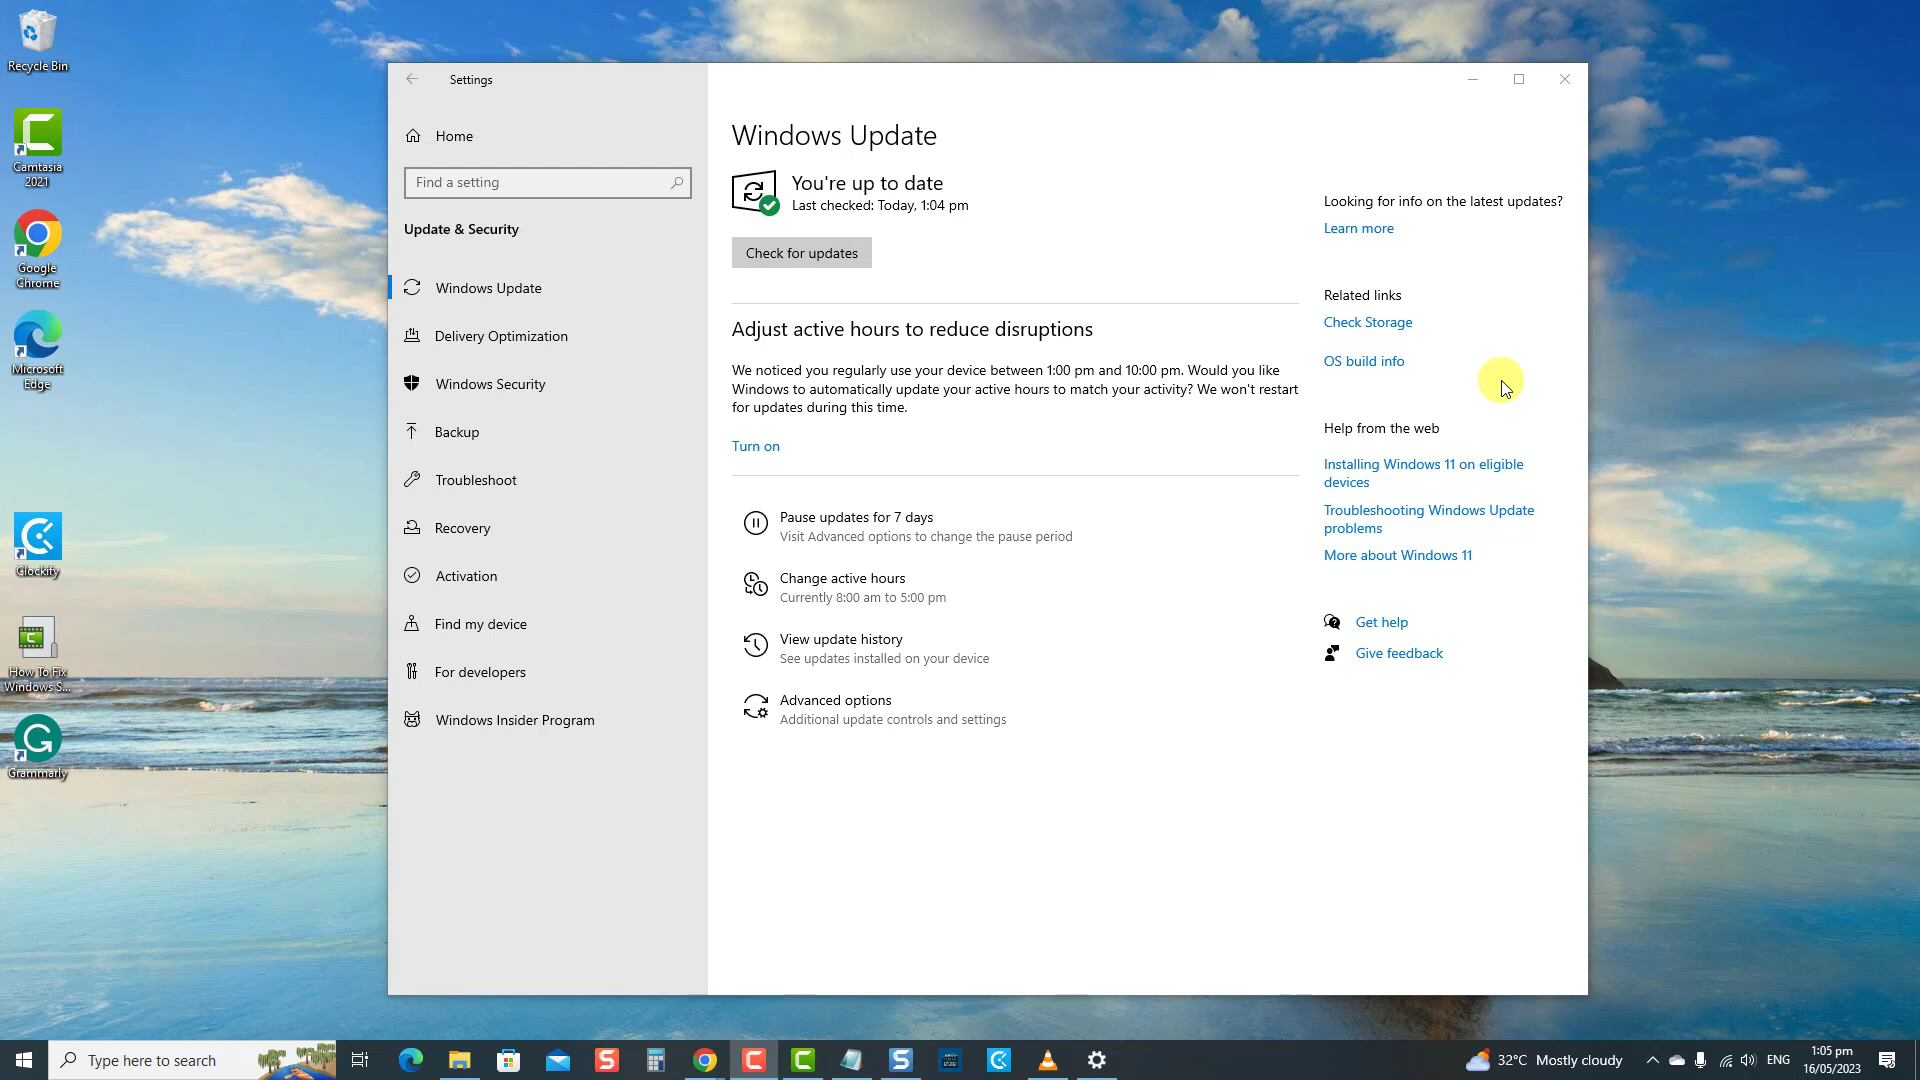 Recycle Bin
Camtasia
2021
Google
Chrome
Microsoft
Edge
Clockify
How To Fix
Windows S...
Grammarly
Settings
Home
Find a setting
Update & Security
Windows Update
Delivery Optimization
Windows Security
Backup
Troubleshoot
Recovery
Activation
Find my device
For developers
Windows Insider Program
Windows Update
You're up to date
Last checked: Today, 1:04 pm
Check for updates
Adjust active hours to reduce disruptions
We noticed you regularly use your device between 1:00 pm and 10:00 pm. Would you like
Windows to automatically update your active hours to match your activity? We won't restart
for updates during this time.
Turn on
Pause updates for 7 days
Visit Advanced options to change the pause period
Change active hours
Currently 8:00 am to 5:00 pm
View update history
See updates installed on your device
Advanced options
Additional update controls and settings
Looking for info on the latest updates?
Learn more
Related links
Check Storage
OS build info
Help from the web
Installing Windows 11 on eligible
devices
Troubleshooting Windows Update
problems
More about Windows 11
Get help
Give feedback
Type here to search
32°C Mostly cloudy
ENG
1:05 pm
16/05/2023